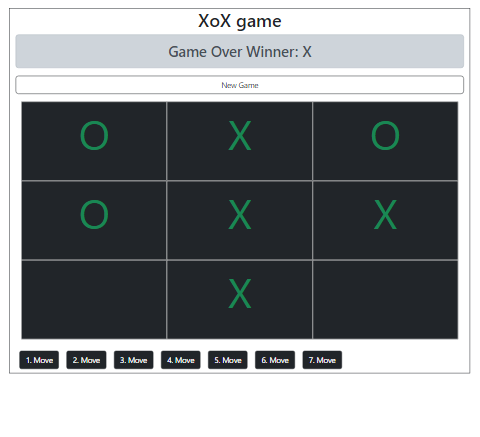 XoX game
Game Over Winner: X
New Game
O X O
O X X
X
1. Move 2. Move 3. Move 4. Move 5. Move 6. Move 7. Move